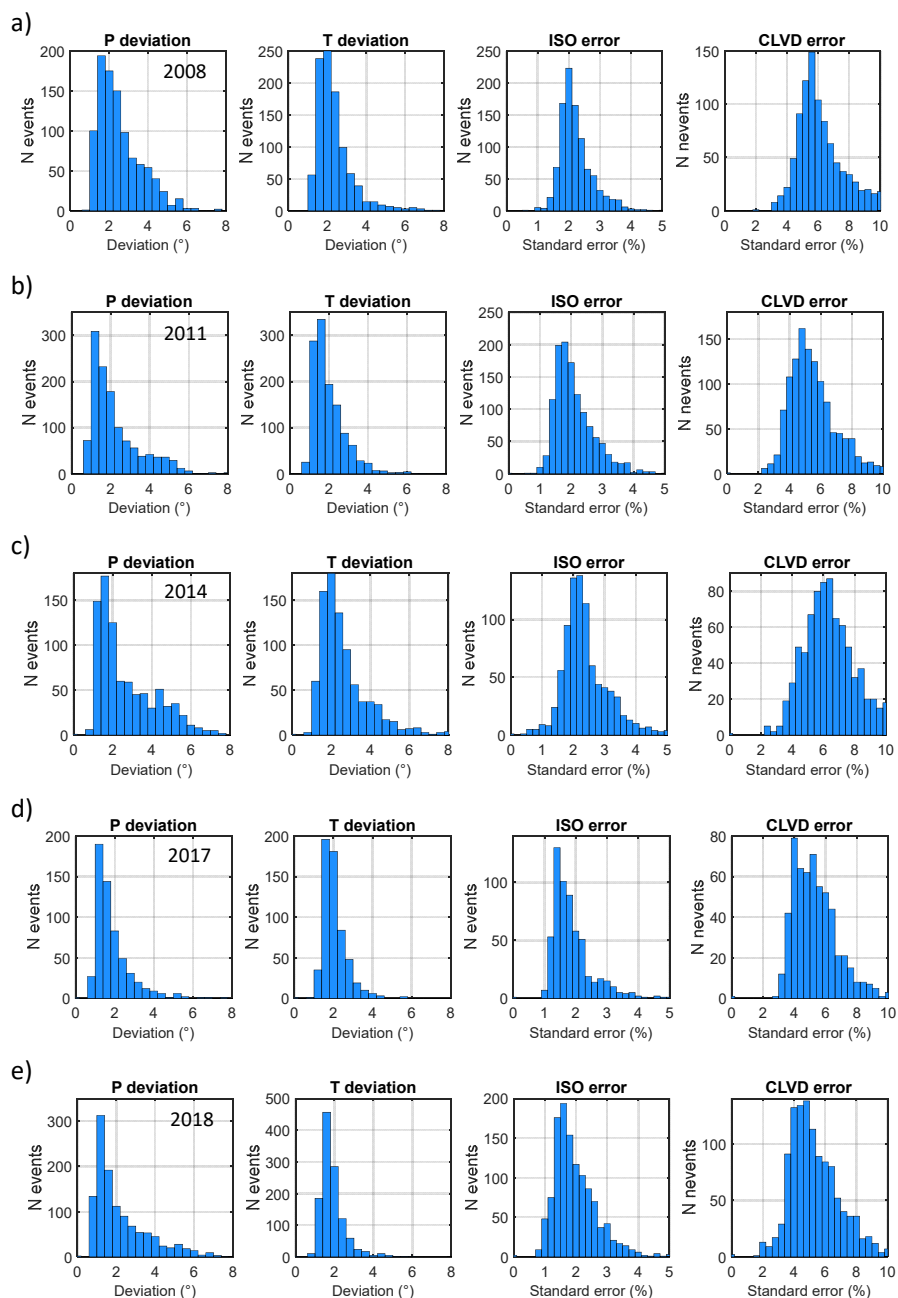 a)
P deviation T deviation ISO error CLVD error
2008
N events N events N events N nevents
200 150 100 50 0
250 200 150 100 50 0
250 200 150 100 50 0
150 100 50 0
0 2 4 6 8 0 2 4 6 8 0 1 2 3 4 5 0 2 4 6 8 10
Deviation (°) Deviation (°) Standard error (%) Standard error (%)
b)
P deviation T deviation ISO error CLVD error
2011
N events N events N events N nevents
300 200 100 0
300 200 100 0
250 200 150 100 50 0
150 100 50 0
0 2 4 6 8 0 2 4 6 8 0 1 2 3 4 5 0 2 4 6 8 10
Deviation (°) Deviation (°) Standard error (%) Standard error (%)
c)
P deviation T deviation ISO error CLVD error
2014
N events N events N events N nevents
150 100 50 0
150 100 50 0
100 50 0
80 60 40 20 0
0 2 4 6 8 0 2 4 6 8 0 1 2 3 4 5 0 2 4 6 8 10
Deviation (°) Deviation (°) Standard error (%) Standard error (%)
d)
P deviation T deviation ISO error CLVD error
2017
N events N events N events N nevents
200 150 100 50 0
200 150 100 50 0
100 50 0
80 60 40 20 0
0 2 4 6 8 0 2 4 6 8 0 1 2 3 4 5 0 2 4 6 8 10
Deviation (°) Deviation (°) Standard error (%) Standard error (%)
e)
P deviation T deviation ISO error CLVD error
2018
N events N events N events N nevents
300 200 100 0
500 400 300 200 100 0
200 150 100 50 0
100 50 0
0 2 4 6 8 0 2 4 6 8 0 1 2 3 4 5 0 2 4 6 8 10
Deviation (°) Deviation (°) Standard error (%) Standard error (%)